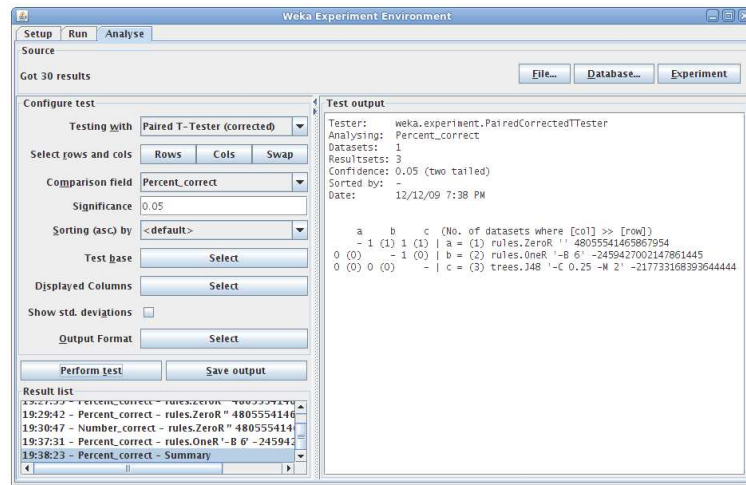 Weka Experiment Environment
Setup Run Analyse
Source
Got 30 results
File... Database... Experiment
Configure test
Testing with Paired T-Tester (corrected)
Select rows and cols Rows Cols Swap
Comparison field Percent_correct
Significance 0.05
Sorting (asc.) by <default>
Test base Select
Displayed Columns Select
Show std. deviations
Output Format Select
Perform test Save output
Result list
19:29:42 - Percent_correct - rules.ZeroR '' 4805554146
19:30:47 - Number_correct - rules.ZeroR '' 480555414
19:37:31 - Percent_correct - rules.OneR '-B 6' -245942
19:38:23 - Percent_correct - Summary
Test output
Tester: weka.experiment.PairedCorrectedTTester
Analysing: Percent_correct
Datasets: 1
Resultsets: 3
Confidence: 0.05 (two tailed)
Sorted by: -
Date: 12/12/09 7:38 PM
a b c (No. of datasets where [col] >> [row])
- 1 (1) 1 (1) | a = (1) rules.ZeroR '' 48055541465867954
0 (0) - 1 (0) | b = (2) rules.OneR '-B 6' -2459427002147861445
0 (0) 0 (0) - | c = (3) trees.J48 '-C 0.25 -M 2' -217733168393644444